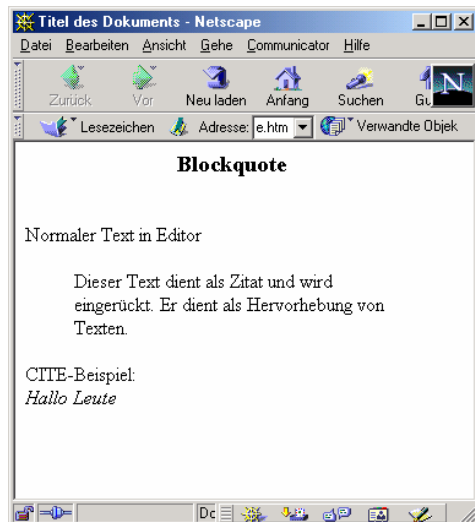 Titel des Dokuments - Netscape
Datei Bearbeiten Ansicht Gehe Communicator Hilfe
Zurück Vor Neu laden Anfang Suchen Gu
N
Lesezeichen Adresse: e.htm Verwandte Objek
Blockquote
Normaler Text in Editor
Dieser Text dient als Zitat und wird
eingerückt. Er dient als Hervorhebung von
Texten.
CITE-Beispiel:
Hallo Leute
Dc